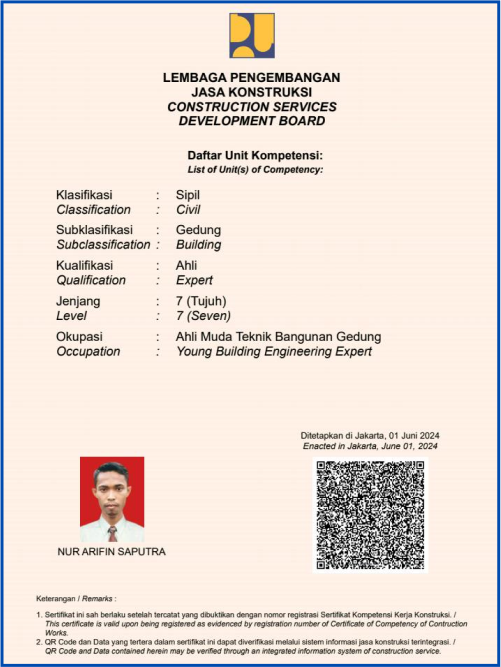 LEMBAGA PENGEMBANGAN
JASA KONSTRUKSI
CONSTRUCTION SERVICES
DEVELOPMENT BOARD
Daftar Unit Kompetensi:
List of Unit(s) of Competency:
Klasifikasi : Sipil
Classification : Civil
Subklasifikasi : Gedung
Subclassification : Building
Kualifikasi : Ahli
Qualification : Expert
Jenjang : 7 (Tujuh)
Level : 7 (Seven)
Okupasi : Ahli Muda Teknik Bangunan Gedung
Occupation : Young Building Engineering Expert
Ditetapkan di Jakarta, 01 Juni 2024
Enacted in Jakarta, June 01, 2024
NUR ARIFIN SAPUTRA
Keterangan / Remarks :
1. Sertifikat ini sah berlaku setelah tercatat yang dibuktikan dengan nomor registrasi Sertifikat Kompetensi Kerja Konstruksi. /
This certificate is valid upon being registered as evidenced by registration number of Certificate of Competency of Contruction
Works.
2. QR Code dan Data yang tertera dalam sertifikat ini dapat diverifikasi melalui sistem informasi jasa konstruksi terintegrasi. /
QR Code and Data contained herein may be verified through an integrated information system of construction service.